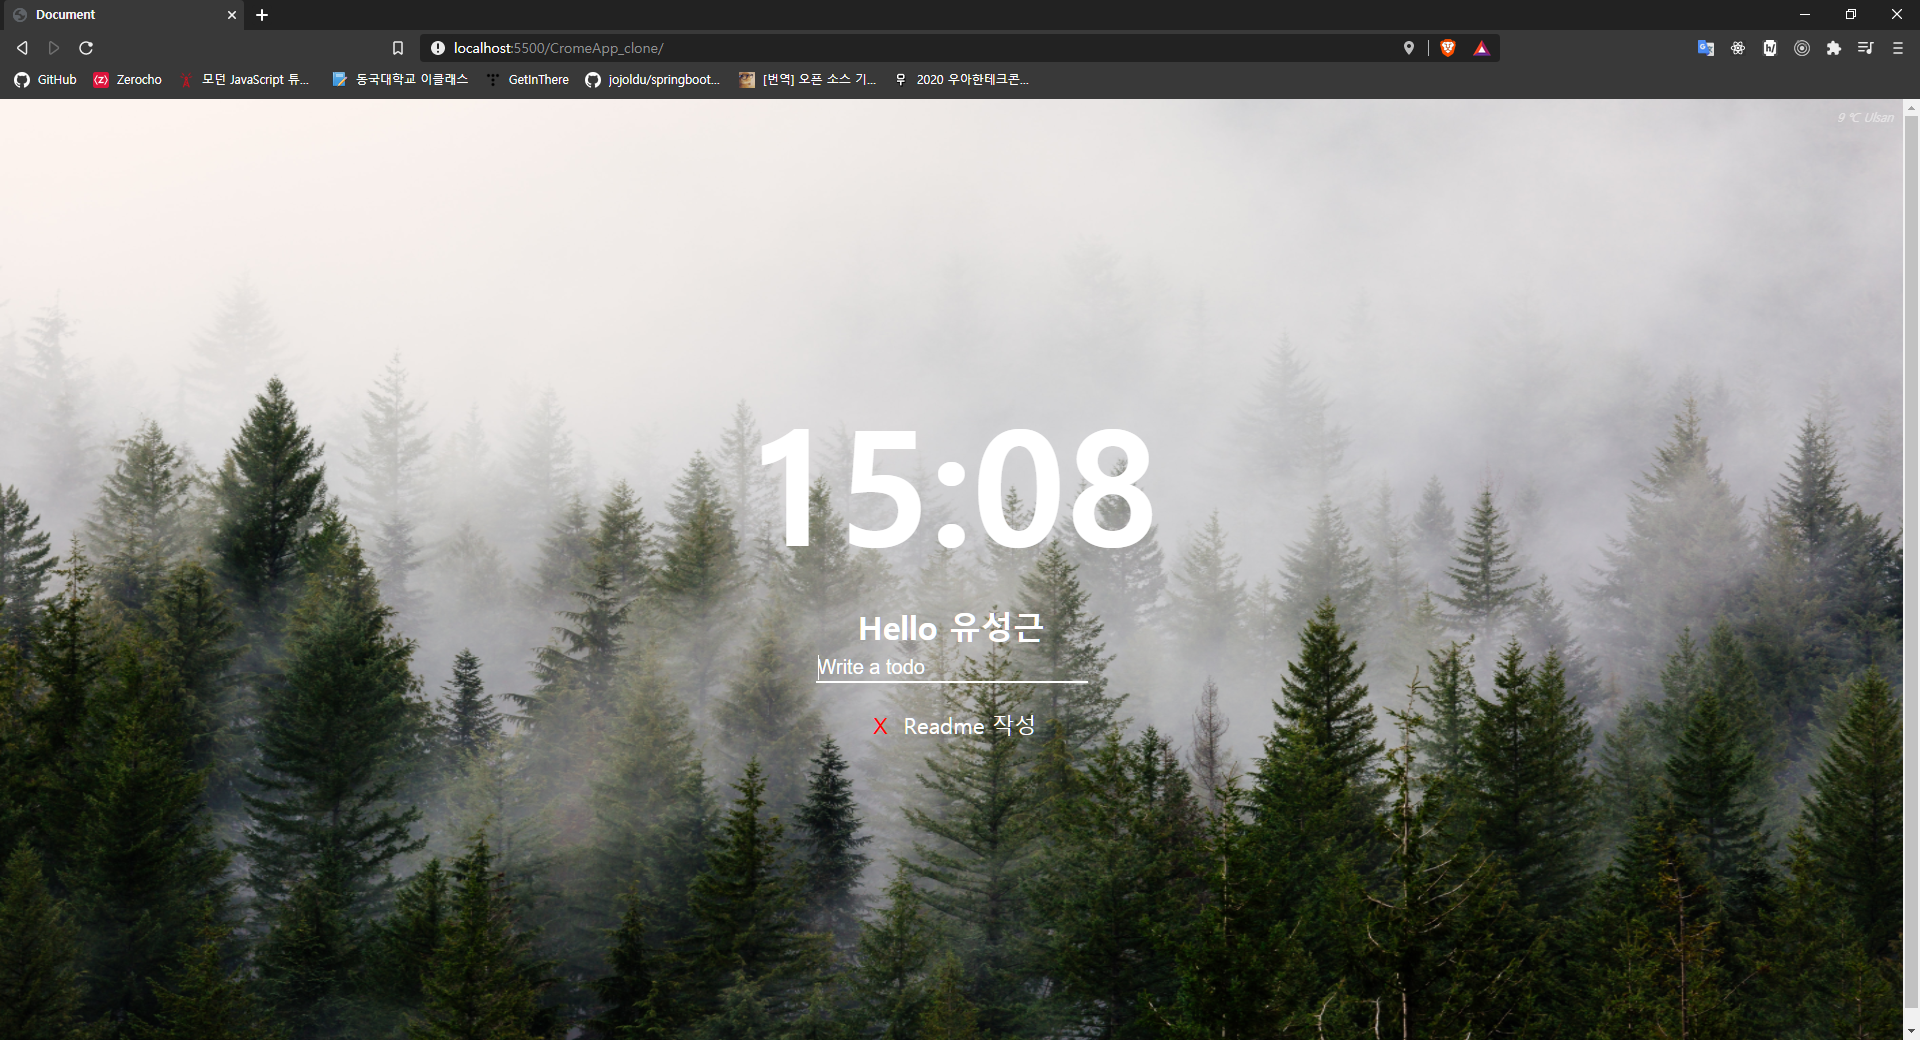 Document
localhost:5500/CromeApp_clone/
GitHub
Zerocho
모던 JavaScript 튜...
동국대학교 이클래스
GetInThere
jojoldu/springboot...
[번역] 오픈 소스 기...
2020 우아한테크콘...
9 ℃ Ulsan
15:08
Hello 유성근
Write a todo
X Readme 작성